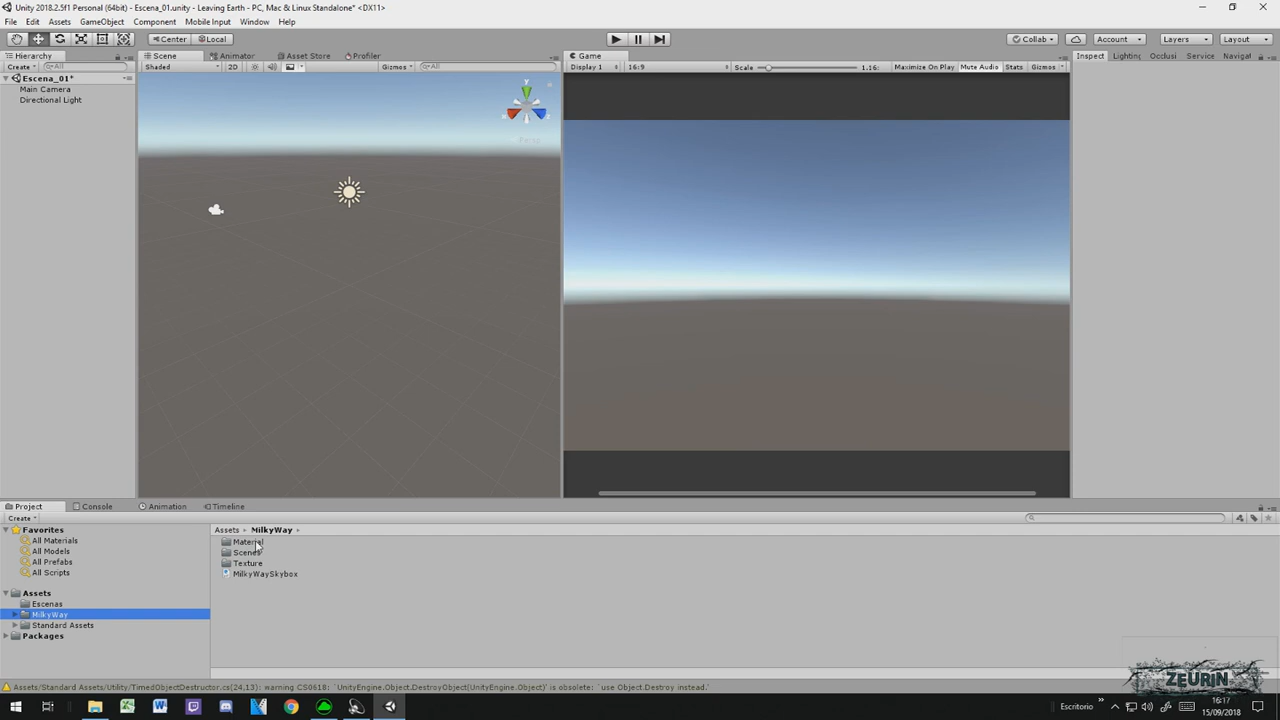 Unity 2018.2.5f1 Personal (64bit) - Escena_01.unity - Leaving Earth - PC, Mac & Linux Standalone* <DX11>
File Edit Assets GameObject Component Mobile Input Window Help
Center Local Collab Account Layers Layout
Hierarchy Scene Animator Asset Store Profiler Game Inspect Lighting Occlusi Service Navigat
Create All Shaded 2D Gizmos All Display 1 16:9 Scale 1.16: Maximize On Play Mute Audio Stats Gizmos
Escena_01*
Main Camera
Directional Light
y
Persp
Project Console Animation Timeline
Create
Favorites
All Materials
All Models
All Prefabs
All Scripts
Assets
Escenas
MilkyWay
Standard Assets
Packages
Assets MilkyWay
Material
Scenes
Texture
MilkyWaySkybox
Assets/Standard Assets/Utility/TimedObjectDestructor.cs(24,13): warning CS0618: `UnityEngine.Object.DestroyObject(UnityEngine.Object)' is obsolete: `use Object.Destroy instead.'
ZEURIN
Escritorio
16:17
15/09/2018